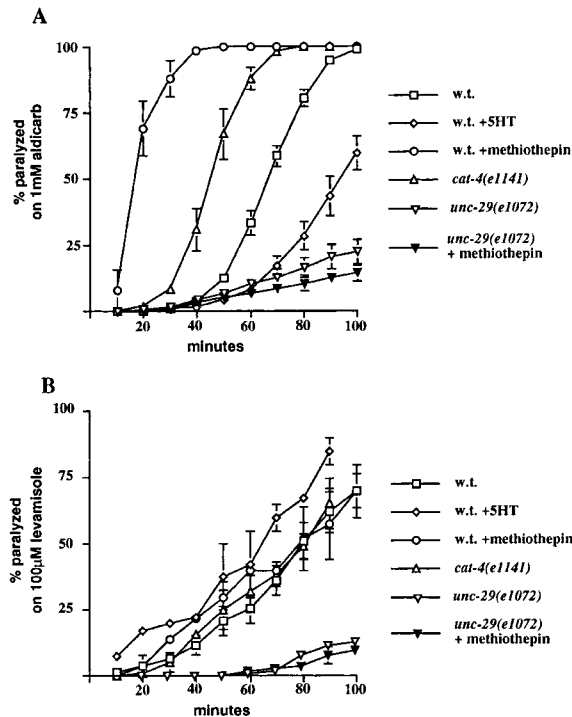 A
% paralyzed
on 1mM aldicarb
100
75
50
25
20 40 60 80 100
minutes
w.t.
w.t. +5HT
w.t. +methiothepin
cat-4(e1141)
unc-29(e1072)
unc-29(e1072)
+ methiothepin
B
% paralyzed
on 100μM levamisole
100
75
50
25
20 40 60 80 100
minutes
w.t.
w.t. +5HT
w.t. +methiothepin
cat-4(e1141)
unc-29(e1072)
unc-29(e1072)
+ methiothepin